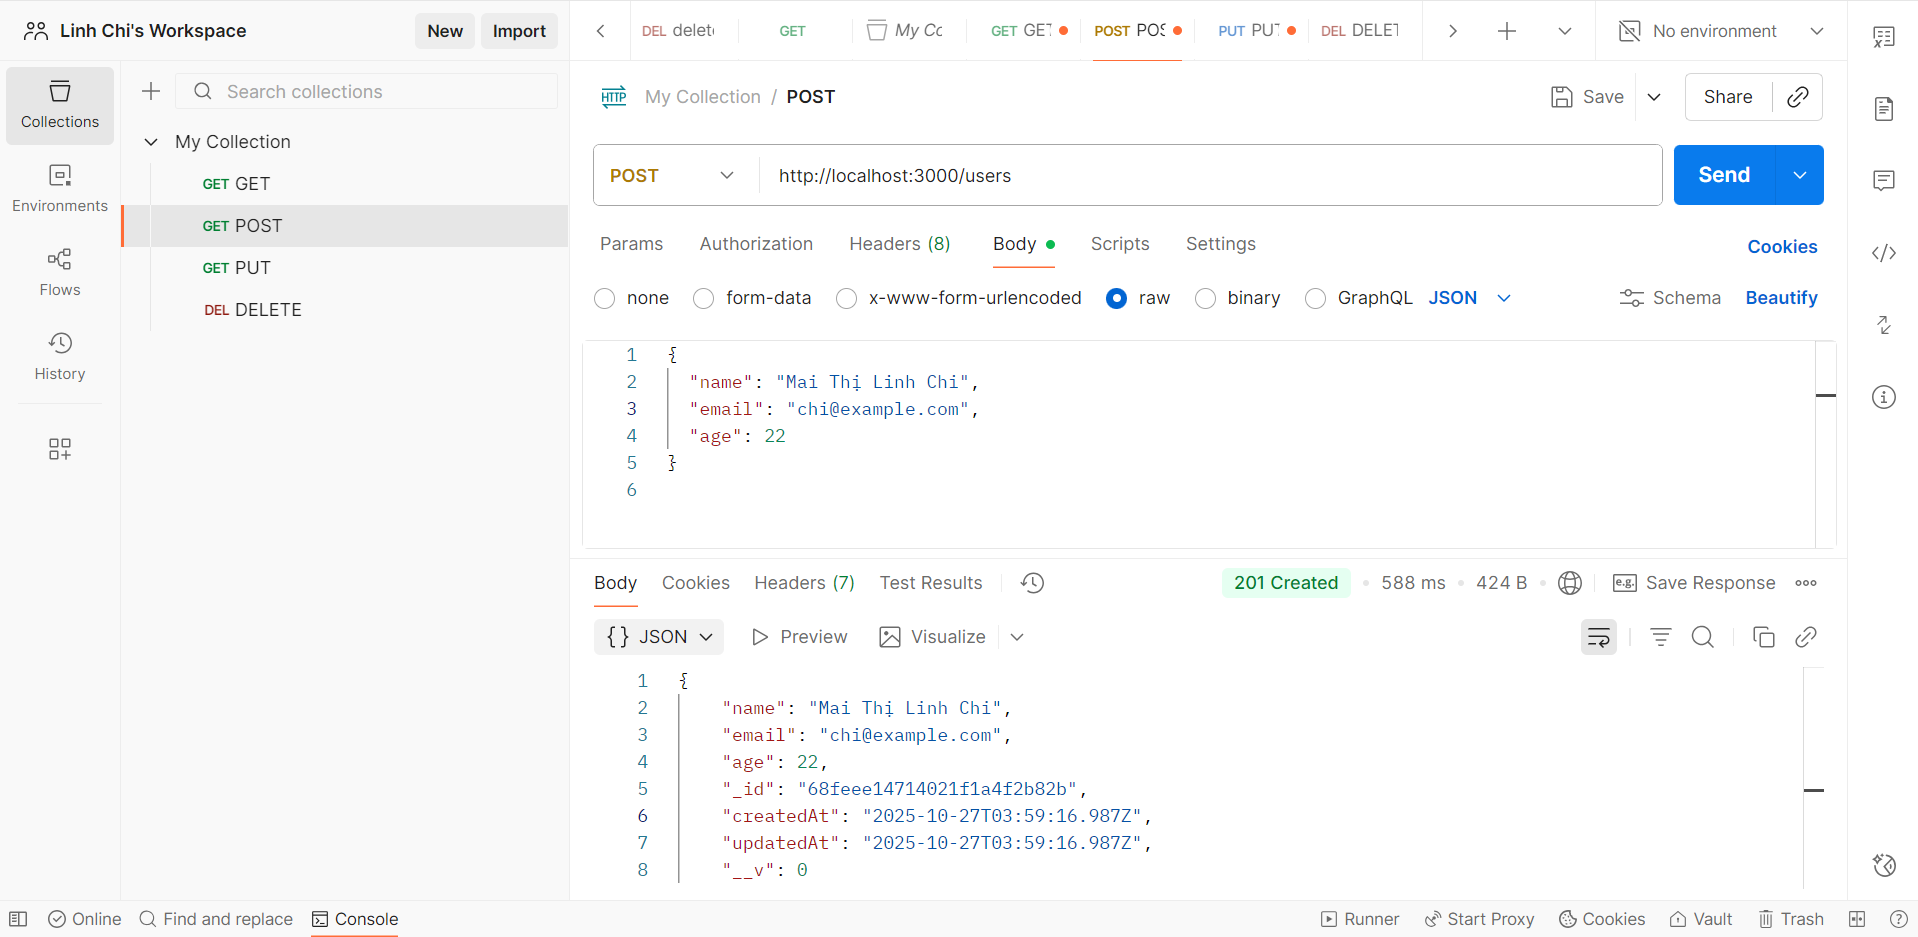 Linh Chi's Workspace
New
Import
DEL delet
GET
My Co
GET GET
POST POS
PUT PUT
DEL DELET
No environment
Collections
Environments
Flows
History
Search collections
My Collection
GET GET
GET POST
GET PUT
DEL DELETE
HTTP My Collection / POST
Save
Share
POST
http://localhost:3000/users
Send
Params
Authorization
Headers (8)
Body
Scripts
Settings
Cookies
none
form-data
x-www-form-urlencoded
raw
binary
GraphQL
JSON
Schema
Beautify
1 {
2 "name": "Mai Thị Linh Chi",
3 "email": "chi@example.com",
4 "age": 22
5 }
6
Body
Cookies
Headers (7)
Test Results
201 Created
588 ms
424 B
e.g. Save Response
{} JSON
Preview
Visualize
1 {
2 "name": "Mai Thị Linh Chi",
3 "email": "chi@example.com",
4 "age": 22,
5 "_id": "68feee14714021f1a4f2b82b",
6 "createdAt": "2025-10-27T03:59:16.987Z",
7 "updatedAt": "2025-10-27T03:59:16.987Z",
8 "__v": 0
Online
Find and replace
Console
Runner
Start Proxy
Cookies
Vault
Trash